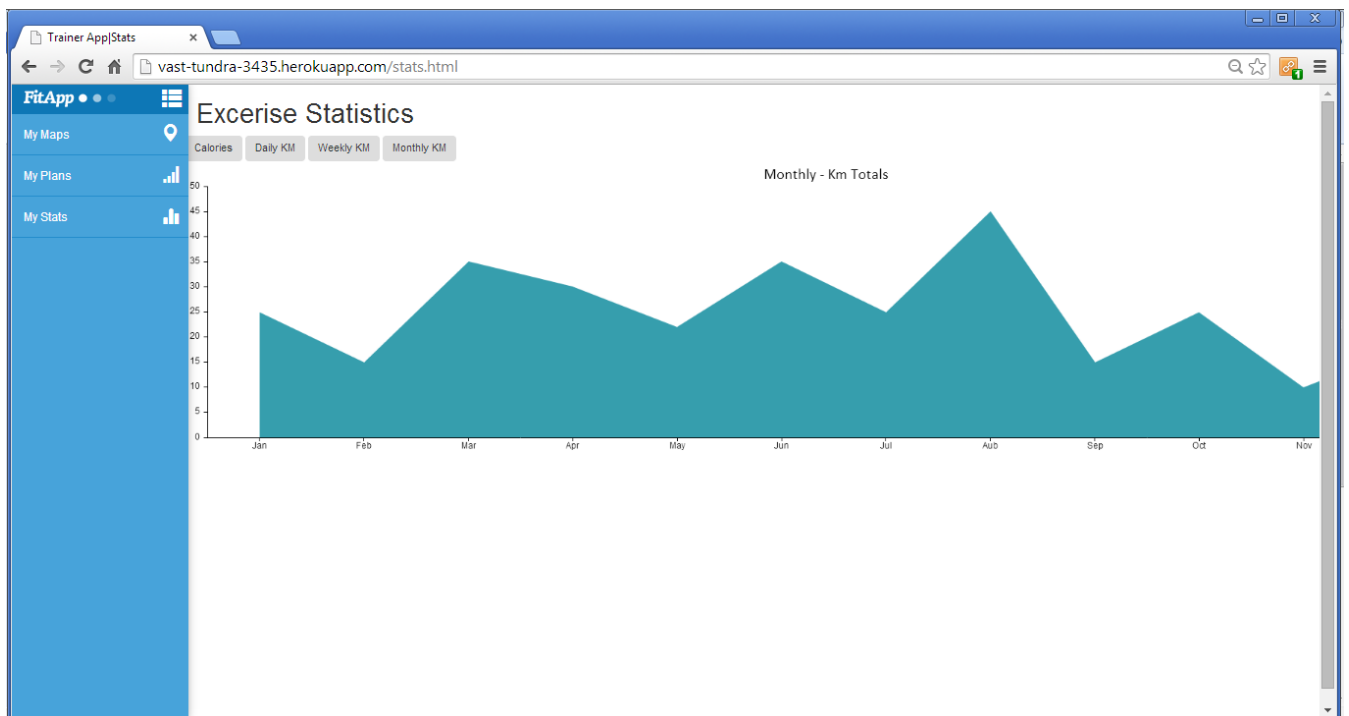 Trainer App|Stats
vast-tundra-3435.herokuapp.com/stats.html
1
FitApp
My Maps
My Plans
My Stats
Excerise Statistics
Calories Daily KM Weekly KM Monthly KM
Monthly - Km Totals
50
45
40
35
30
25
20
15
10
5
0
Jan Feb Mar Apr May Jun Jul Aub Sep Oct Nov